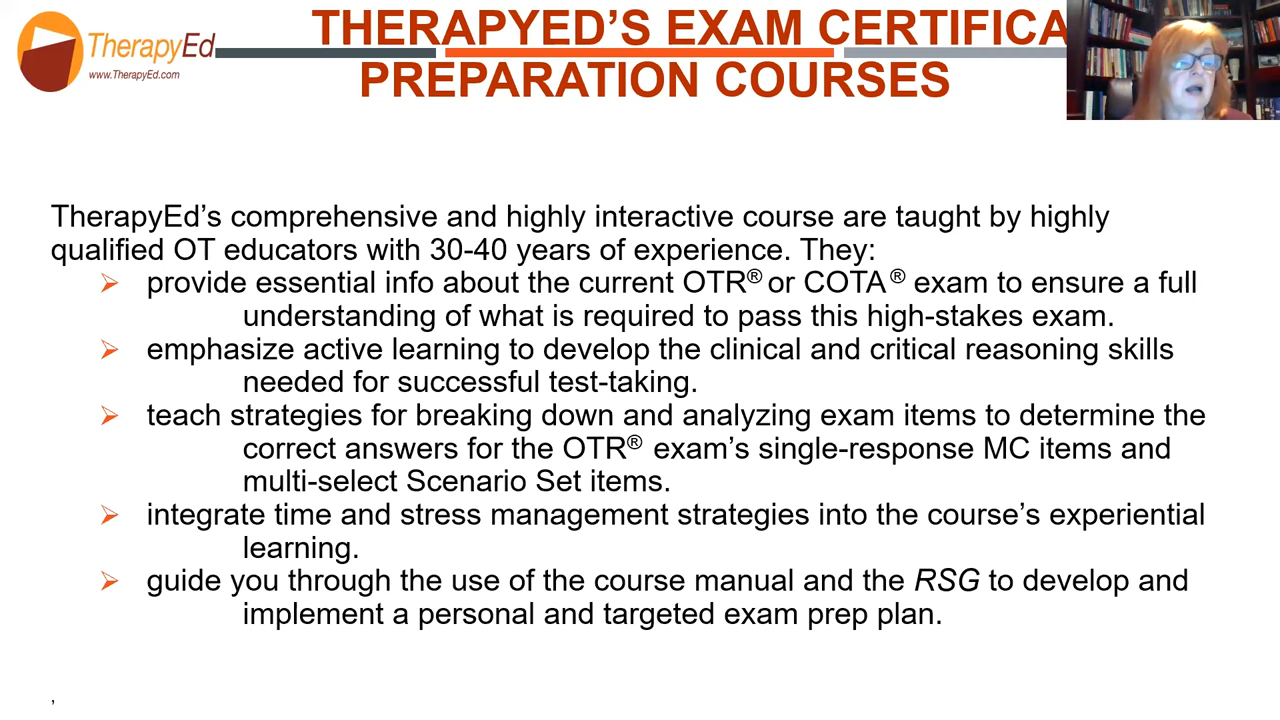 TherapyEd
www.TherapyEd.com
THERAPYED'S EXAM CERTIFICA
PREPARATION COURSES
TherapyEd's comprehensive and highly interactive course are taught by highly
qualified OT educators with 30-40 years of experience. They:
➢ provide essential info about the current OTR® or COTA® exam to ensure a full
understanding of what is required to pass this high-stakes exam.
➢ emphasize active learning to develop the clinical and critical reasoning skills
needed for successful test-taking.
➢ teach strategies for breaking down and analyzing exam items to determine the
correct answers for the OTR® exam's single-response MC items and
multi-select Scenario Set items.
➢ integrate time and stress management strategies into the course's experiential
learning.
➢ guide you through the use of the course manual and the RSG to develop and
implement a personal and targeted exam prep plan.
,